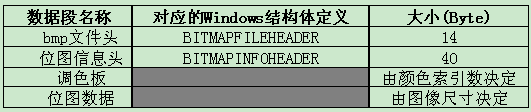 数据段名称 对应的Windows结构体定义 大小(Byte)
bmp文件头 BITMAPFILEHEADER 14
位图信息头 BITMAPINFOHEADER 40
调色板 由颜色索引数决定
位图数据 由图像尺寸决定